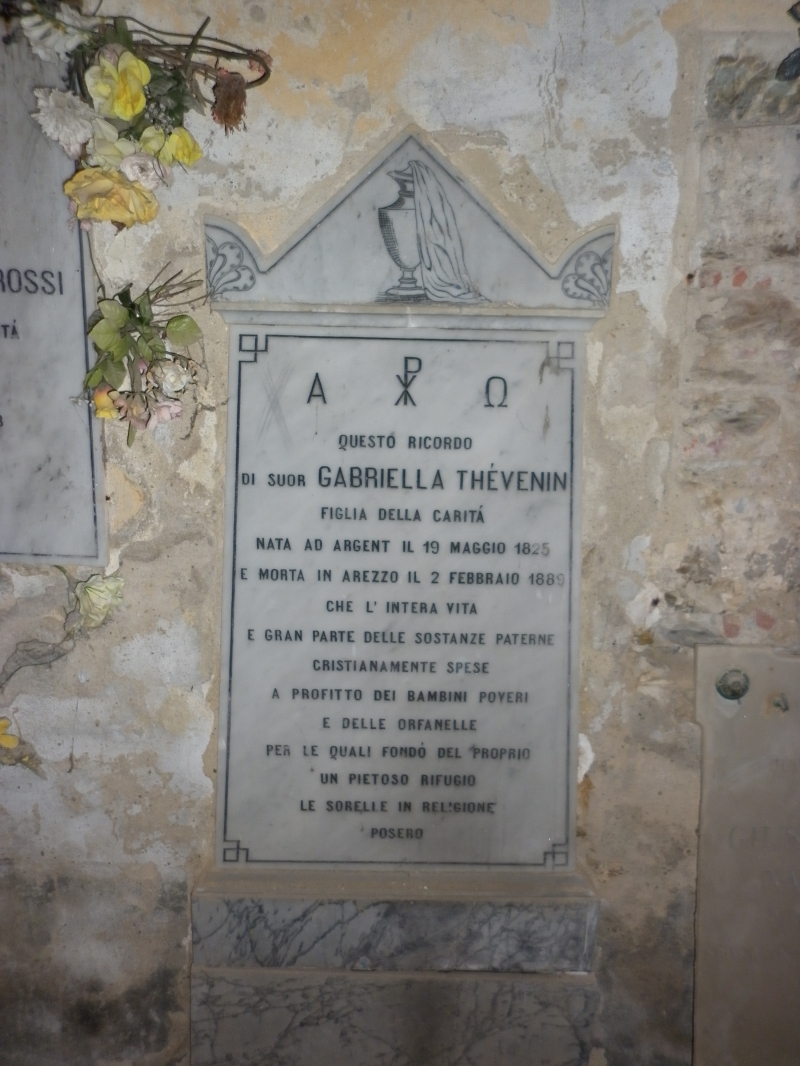 ROSSI
Α ☧ Ω
QUESTO RICORDO
DI SUOR GABRIELLA THÉVENIN
FIGLIA DELLA CARITÁ
NATA AD ARGENT IL 19 MAGGIO 1825
E MORTA IN AREZZO IL 2 FEBBRAIO 1889
CHE L' INTERA VITA
E GRAN PARTE DELLE SOSTANZE PATERNE
CRISTIANAMENTE SPESE
A PROFITTO DEI BAMBINI POVERI
E DELLE ORFANELLE
PER LE QUALI FONDÒ DEL PROPRIO
UN PIETOSO RIFUGIO
LE SORELLE IN RELIGIONE
POSERO